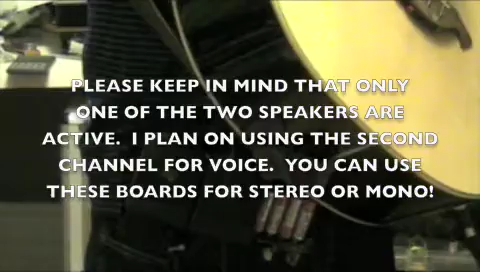 PLEASE KEEP IN MIND THAT ONLY
ONE OF THE TWO SPEAKERS ARE
ACTIVE. I PLAN ON USING THE SECOND
CHANNEL FOR VOICE. YOU CAN USE
THESE BOARDS FOR STEREO OR MONO!